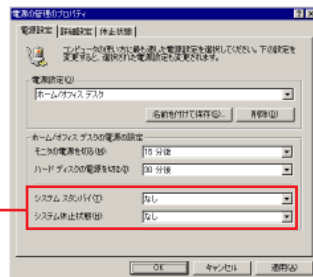 電源の管理のプロパティ
電源設定 詳細設定 休止状態
コンピュータの使い方に最も適した電源設定を選択してください。下の設定を
変更すると、選択された電源設定も変更されます。
電源設定(O)
ホーム/オフィス デスク
名前を付けて保存(S)... 削除(D)
ホーム/オフィス デスクの電源の設定
モニタの電源を切る(M): 15 分後
ハード ディスクの電源を切る(I): 30 分後
システム スタンバイ(T): なし
システム休止状態(H): なし
OK キャンセル 適用(A)